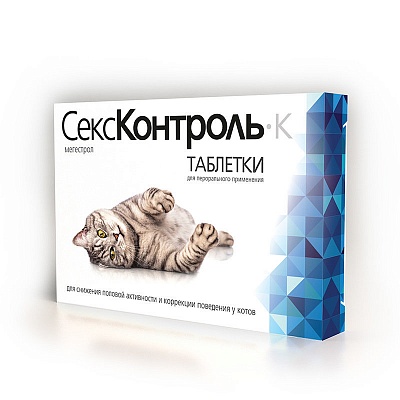 СексКонтроль·К
мегестрол
ТАБЛЕТКИ
для перорального применения
для снижения половой активности и коррекции поведения у котов